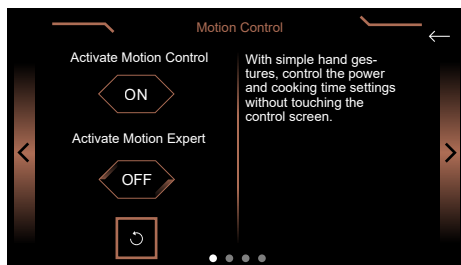 Motion Control
Activate Motion Control
ON
Activate Motion Expert
OFF
With simple hand ges-
tures, control the power
and cooking time settings
without touching the
control screen.